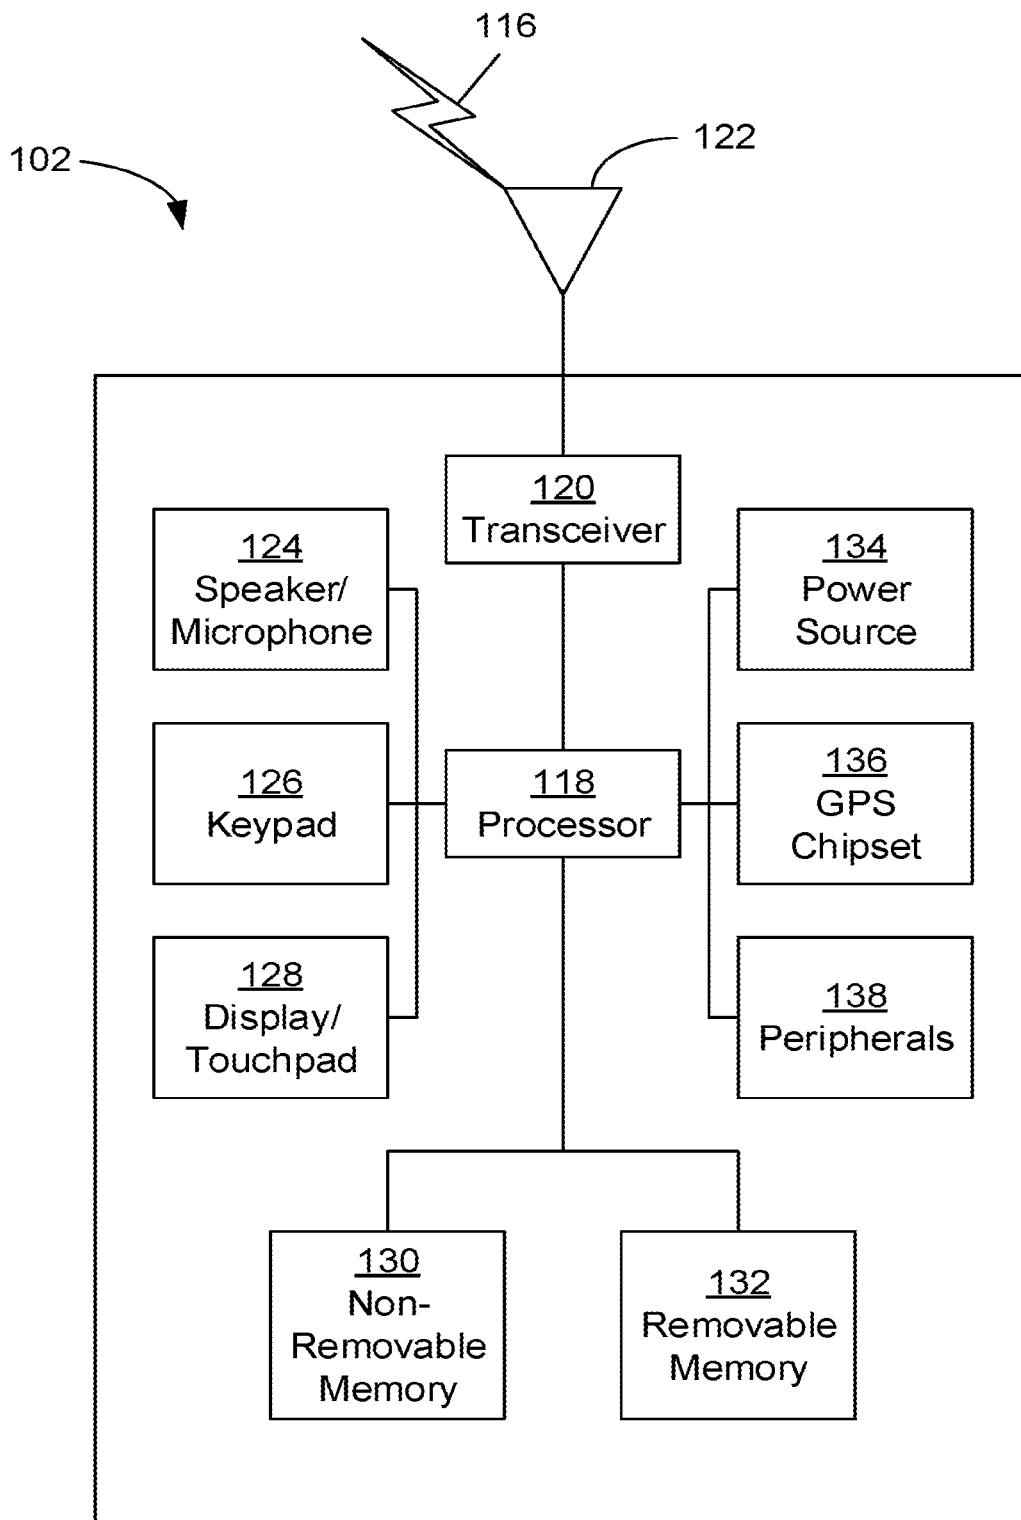 116
122
102
120
Transceiver
124
Speaker/
Microphone
134
Power
Source
126
Keypad
118
Processor
136
GPS
Chipset
128
Display/
Touchpad
138
Peripherals
130
Non-
Removable
Memory
132
Removable
Memory